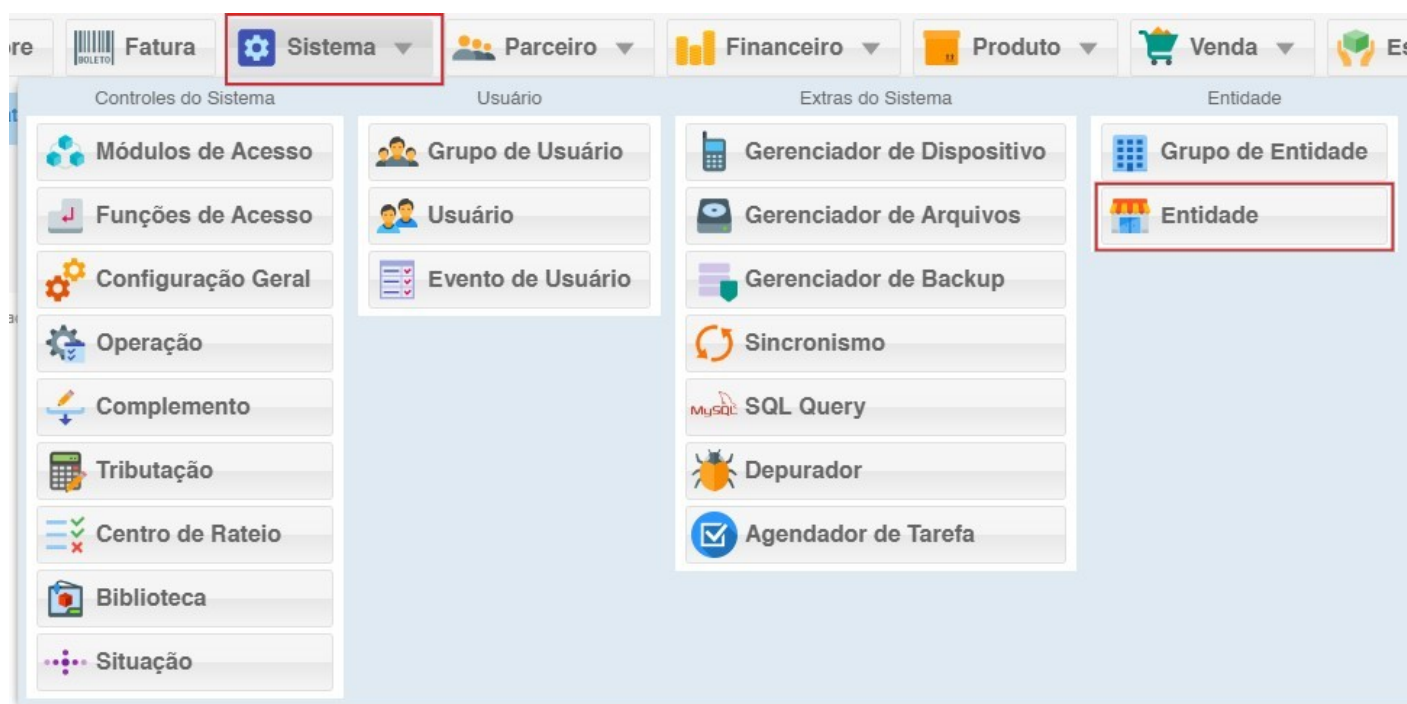 Fatura
Sistema
Parceiro
Financeiro
Produto
Venda
BOLETO
Controles do Sistema
Módulos de Acesso
Funções de Acesso
Configuração Geral
Operação
Complemento
Tributação
Centro de Rateio
Biblioteca
Situação
Usuário
Grupo de Usuário
Usuário
Evento de Usuário
Extras do Sistema
Gerenciador de Dispositivo
Gerenciador de Arquivos
Gerenciador de Backup
Sincronismo
MySQL SQL Query
Depurador
Agendador de Tarefa
Entidade
Grupo de Entidade
Entidade